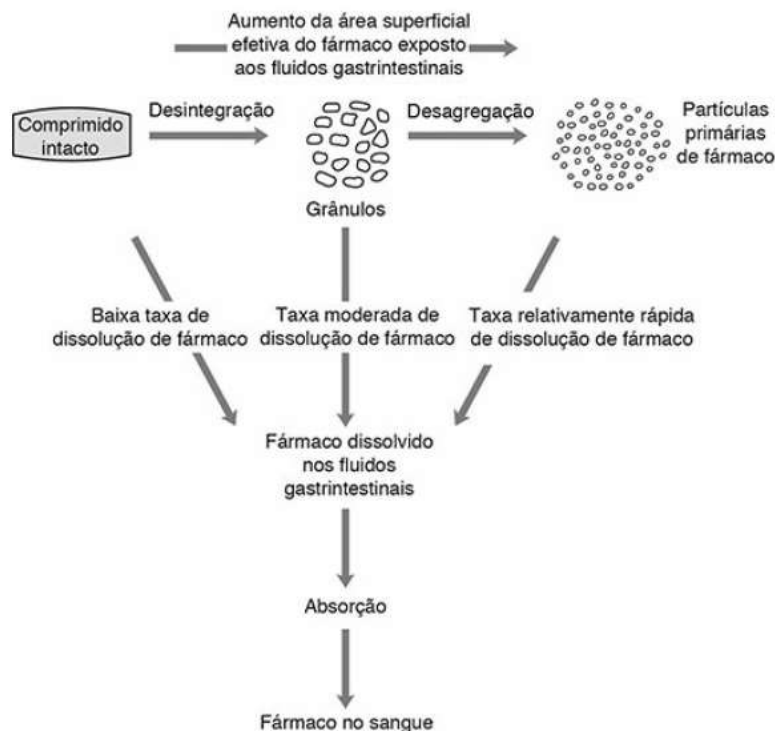 Aumento da área superficial
efetiva do fármaco exposto
aos fluidos gastrintestinais
Comprimido
intacto
Desintegração
Grânulos
Desagregação
Partículas
primárias
de fármaco
Baixa taxa de
dissolução de fármaco
Taxa moderada de
dissolução de fármaco
Taxa relativamente rápida
de dissolução de fármaco
Fármaco dissolvido
nos fluidos
gastrintestinais
Absorção
Fármaco no sangue